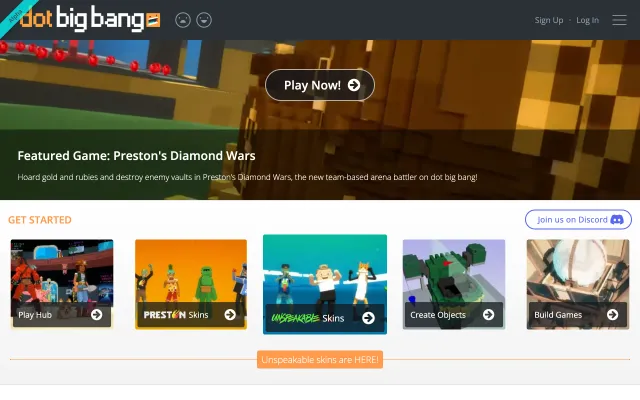 Alpha
dot big bang
Sign Up · Log In
Play Now!
Featured Game: Preston's Diamond Wars
Hoard gold and rubies and destroy enemy vaults in Preston's Diamond Wars, the new team-based arena battler on dot big bang!
GET STARTED
Join us on Discord
Play Hub
PRESTON Skins
UNSPEAKABLE Skins
Create Objects
Build Games
Unspeakable skins are HERE!